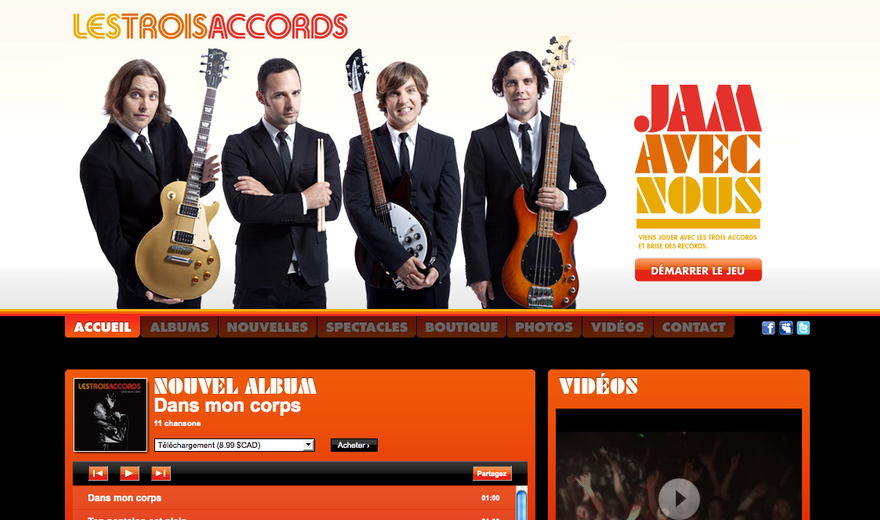 LESTROISACCORDS
JAM
AVEC
NOUS
VIENS JOUER AVEC LES TROIS ACCORDS
ET BRISE DES RECORDS.
DÉMARRER LE JEU
ACCUEIL ALBUMS NOUVELLES SPECTACLES BOUTIQUE PHOTOS VIDÉOS CONTACT
LESTROISACCORDS
NOUVEL ALBUM
Dans mon corps
11 chansons
Téléchargement (8.99 $CAD) Acheter ›
Partagez
Dans mon corps 01:00
VIDÉOS